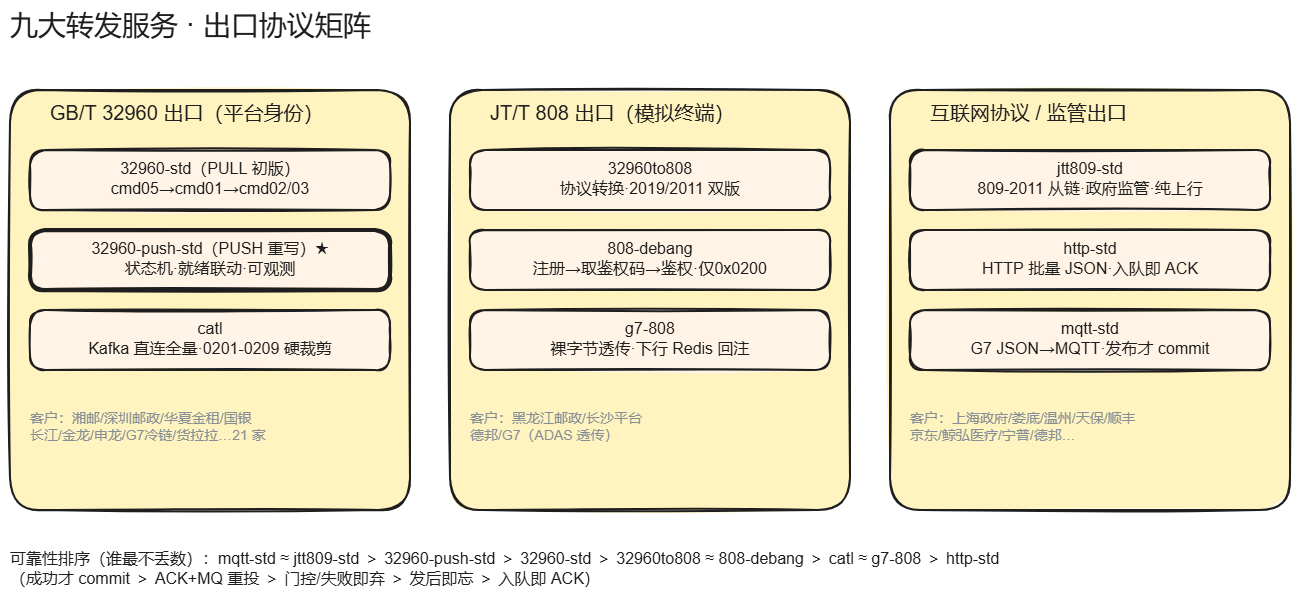 九大转发服务 · 出口协议矩阵
GB/T 32960 出口（平台身份）
32960-std（PULL 初版）
cmd05→cmd01→cmd02/03
32960-push-std（PUSH 重写）★
状态机·就绪联动·可观测
catl
Kafka 直连全量·0201-0209 硬裁剪
客户：湘邮/深圳邮政/华夏金租/国银
长江/金龙/申龙/G7冷链/货拉拉…21 家
JT/T 808 出口（模拟终端）
32960to808
协议转换·2019/2011 双版
808-debang
注册→取鉴权码→鉴权·仅0x0200
g7-808
裸字节透传·下行 Redis 回注
客户：黑龙江邮政/长沙平台
德邦/G7（ADAS 透传）
互联网协议 / 监管出口
jtt809-std
809-2011 从链·政府监管·纯上行
http-std
HTTP 批量 JSON·入队即 ACK
mqtt-std
G7 JSON→MQTT·发布才 commit
客户：上海政府/娄底/温州/天保/顺丰
京东/鲸弘医疗/宁普/德邦…
可靠性排序（谁最不丢数）：mqtt-std ≈ jtt809-std > 32960-push-std > 32960-std > 32960to808 ≈ 808-debang > catl ≈ g7-808 > http-std
（成功才 commit > ACK+MQ 重投 > 门控/失败即弃 > 发后即忘 > 入队即 ACK）